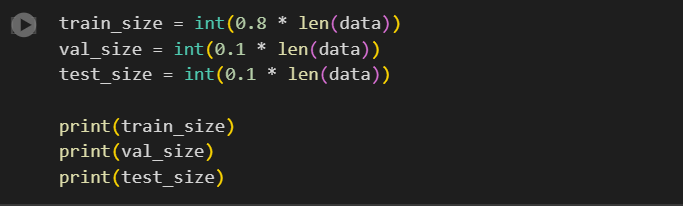 train_size = int(0.8 * len(data))
val_size = int(0.1 * len(data))
test_size = int(0.1 * len(data))
print(train_size)
print(val_size)
print(test_size)